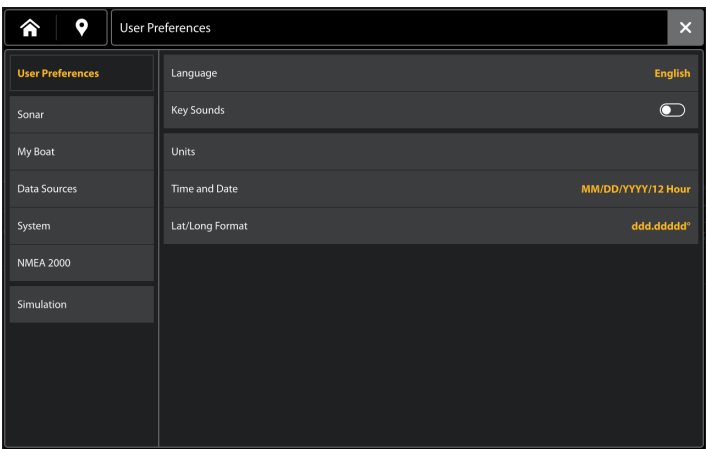 User Preferences
User Preferences
Sonar
My Boat
Data Sources
System
NMEA 2000
Simulation
Language English
Key Sounds
Units
Time and Date MM/DD/YYYY/12 Hour
Lat/Long Format ddd.ddddd°